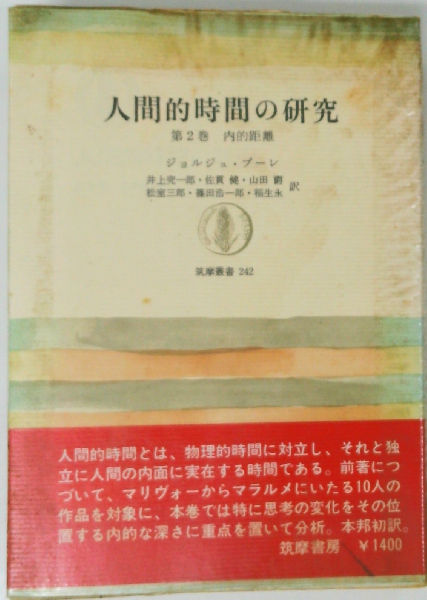 人間的時間の研究
第2巻 内的距離
ジョルジュ・プーレ
井上究一郎・佐貫 健・山田 𣝣
松室三郎・篠田浩一郎・稲生永
訳
筑摩叢書 242
人間的時間とは、物理的時間に対立し、それと独
立に人間の内面に実在する時間である。前著につ
づいて、マリヴォーからマラルメにいたる10人の
作品を対象に、本巻では特に思考の変化をその位
置する内的な深さに重点を置いて分析。本邦初訳。
筑摩書房 ¥1400